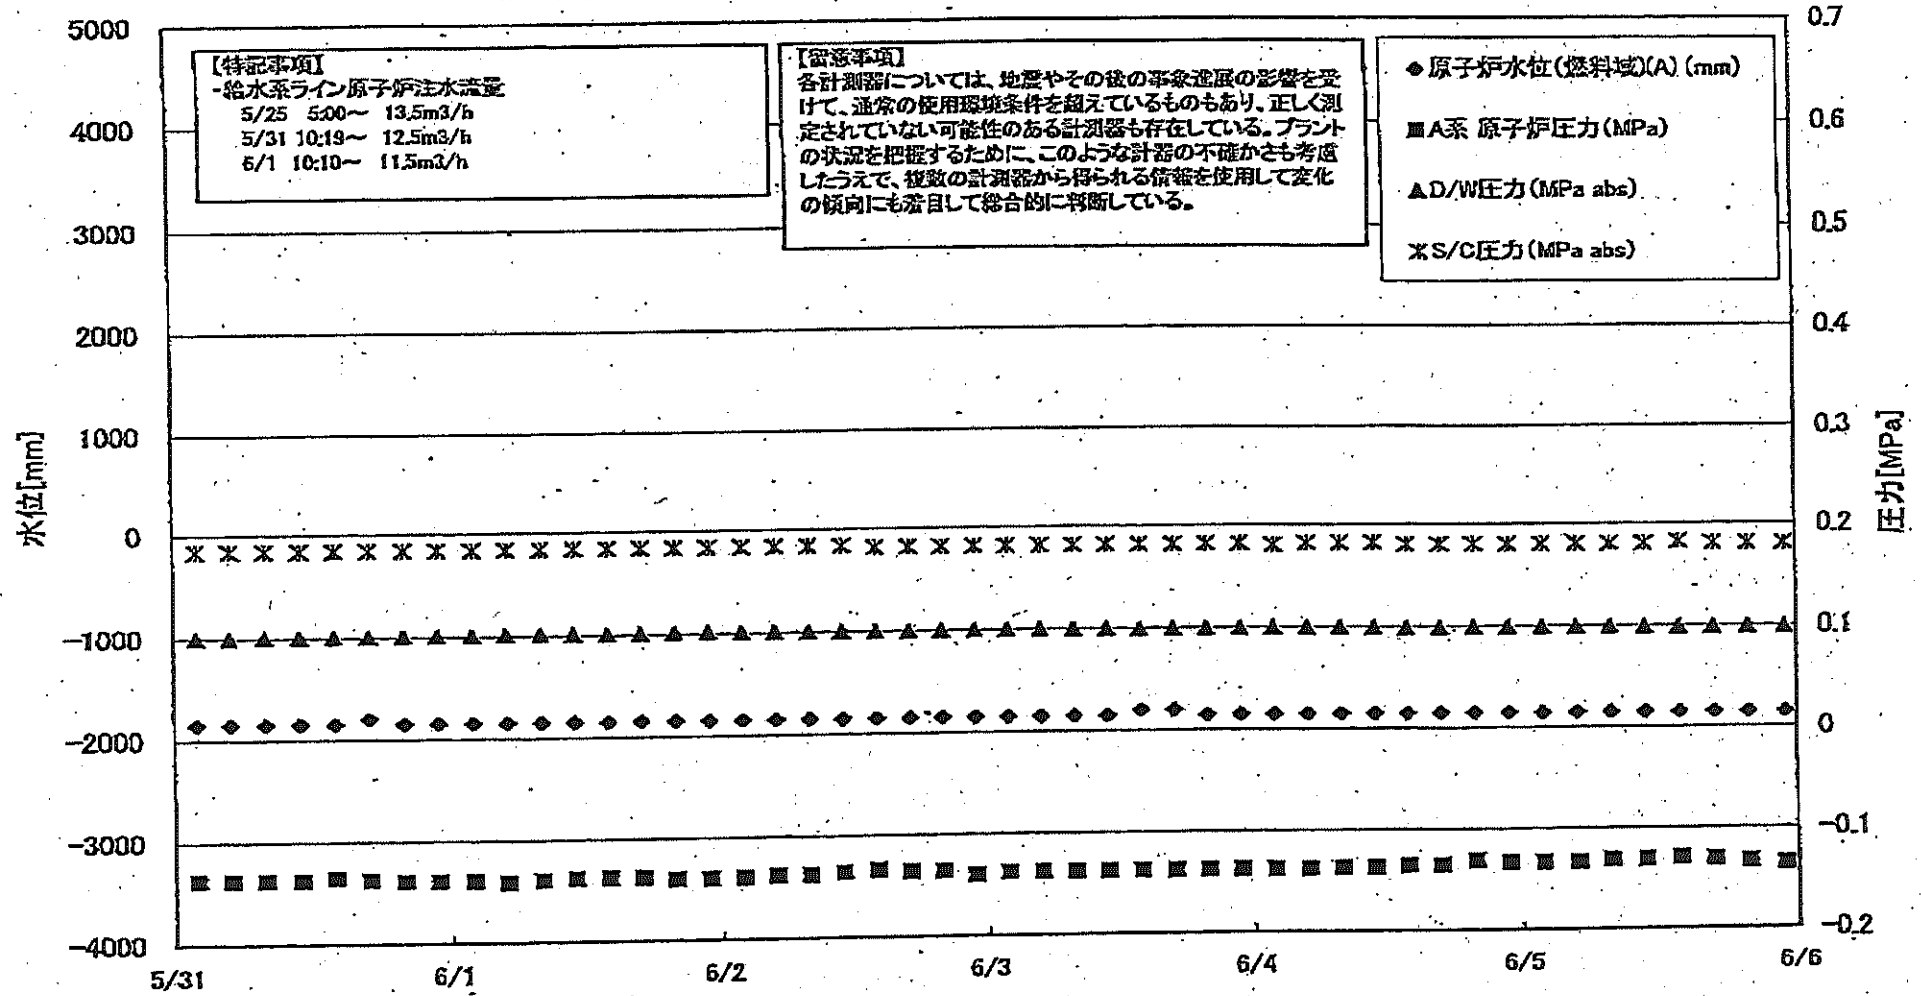 【特記事項】
-給水系ライン原子炉注水流量
5/25 5:00～ 13.5m3/h
5/31 10:19～ 12.5m3/h
6/1 10:10～ 11.5m3/h
【留意事項】
各計測器については、地震やその後の事象進展の影響を受
けて、通常の使用環境条件を超えているものもあり、正しく測
定されていない可能性のある計測器も存在している。プラント
の状況を把握するために、このような計器の不確かさも考慮
したうえで、複数の計測器から得られる情報を使用して変化
の傾向にも着目して総合的に判断している。
原子炉水位(燃料域)(A) (mm)
A系 原子炉圧力(MPa)
D/W圧力(MPa abs)
S/C圧力(MPa abs)
水位[mm]
5000
4000
3000
2000
1000
0
-1000
-2000
-3000
-4000
圧力[MPa]
0.7
0.6
0.5
0.4
0.3
0.2
0.1
0
-0.1
-0.2
5/31
6/1
6/2
6/3
6/4
6/5
6/6